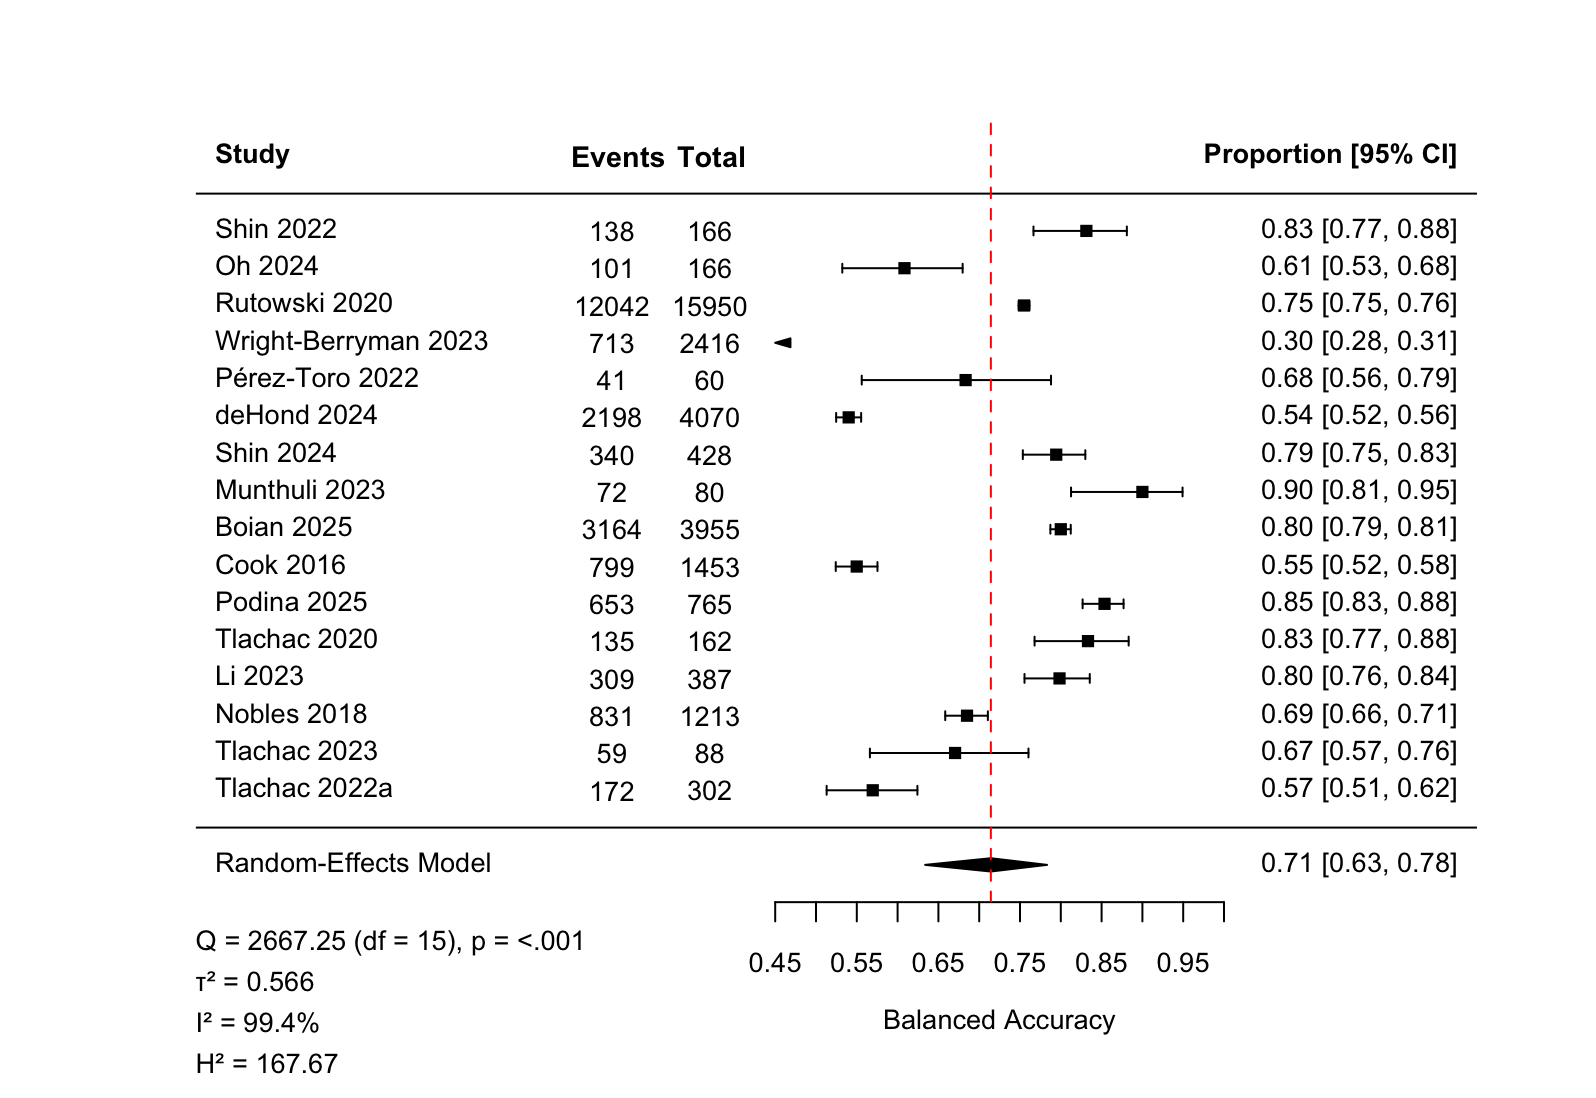 Study Events Total Proportion [95% CI]
Shin 2022 138 166 0.83 [0.77, 0.88]
Oh 2024 101 166 0.61 [0.53, 0.68]
Rutowski 2020 12042 15950 0.75 [0.75, 0.76]
Wright-Berryman 2023 713 2416 0.30 [0.28, 0.31]
Pérez-Toro 2022 41 60 0.68 [0.56, 0.79]
deHond 2024 2198 4070 0.54 [0.52, 0.56]
Shin 2024 340 428 0.79 [0.75, 0.83]
Munthuli 2023 72 80 0.90 [0.81, 0.95]
Boian 2025 3164 3955 0.80 [0.79, 0.81]
Cook 2016 799 1453 0.55 [0.52, 0.58]
Podina 2025 653 765 0.85 [0.83, 0.88]
Tlachac 2020 135 162 0.83 [0.77, 0.88]
Li 2023 309 387 0.80 [0.76, 0.84]
Nobles 2018 831 1213 0.69 [0.66, 0.71]
Tlachac 2023 59 88 0.67 [0.57, 0.76]
Tlachac 2022a 172 302 0.57 [0.51, 0.62]
Random-Effects Model 0.71 [0.63, 0.78]
Q = 2667.25 (df = 15), p = <.001
τ² = 0.566
I² = 99.4%
H² = 167.67
0.45 0.55 0.65 0.75 0.85 0.95
Balanced Accuracy